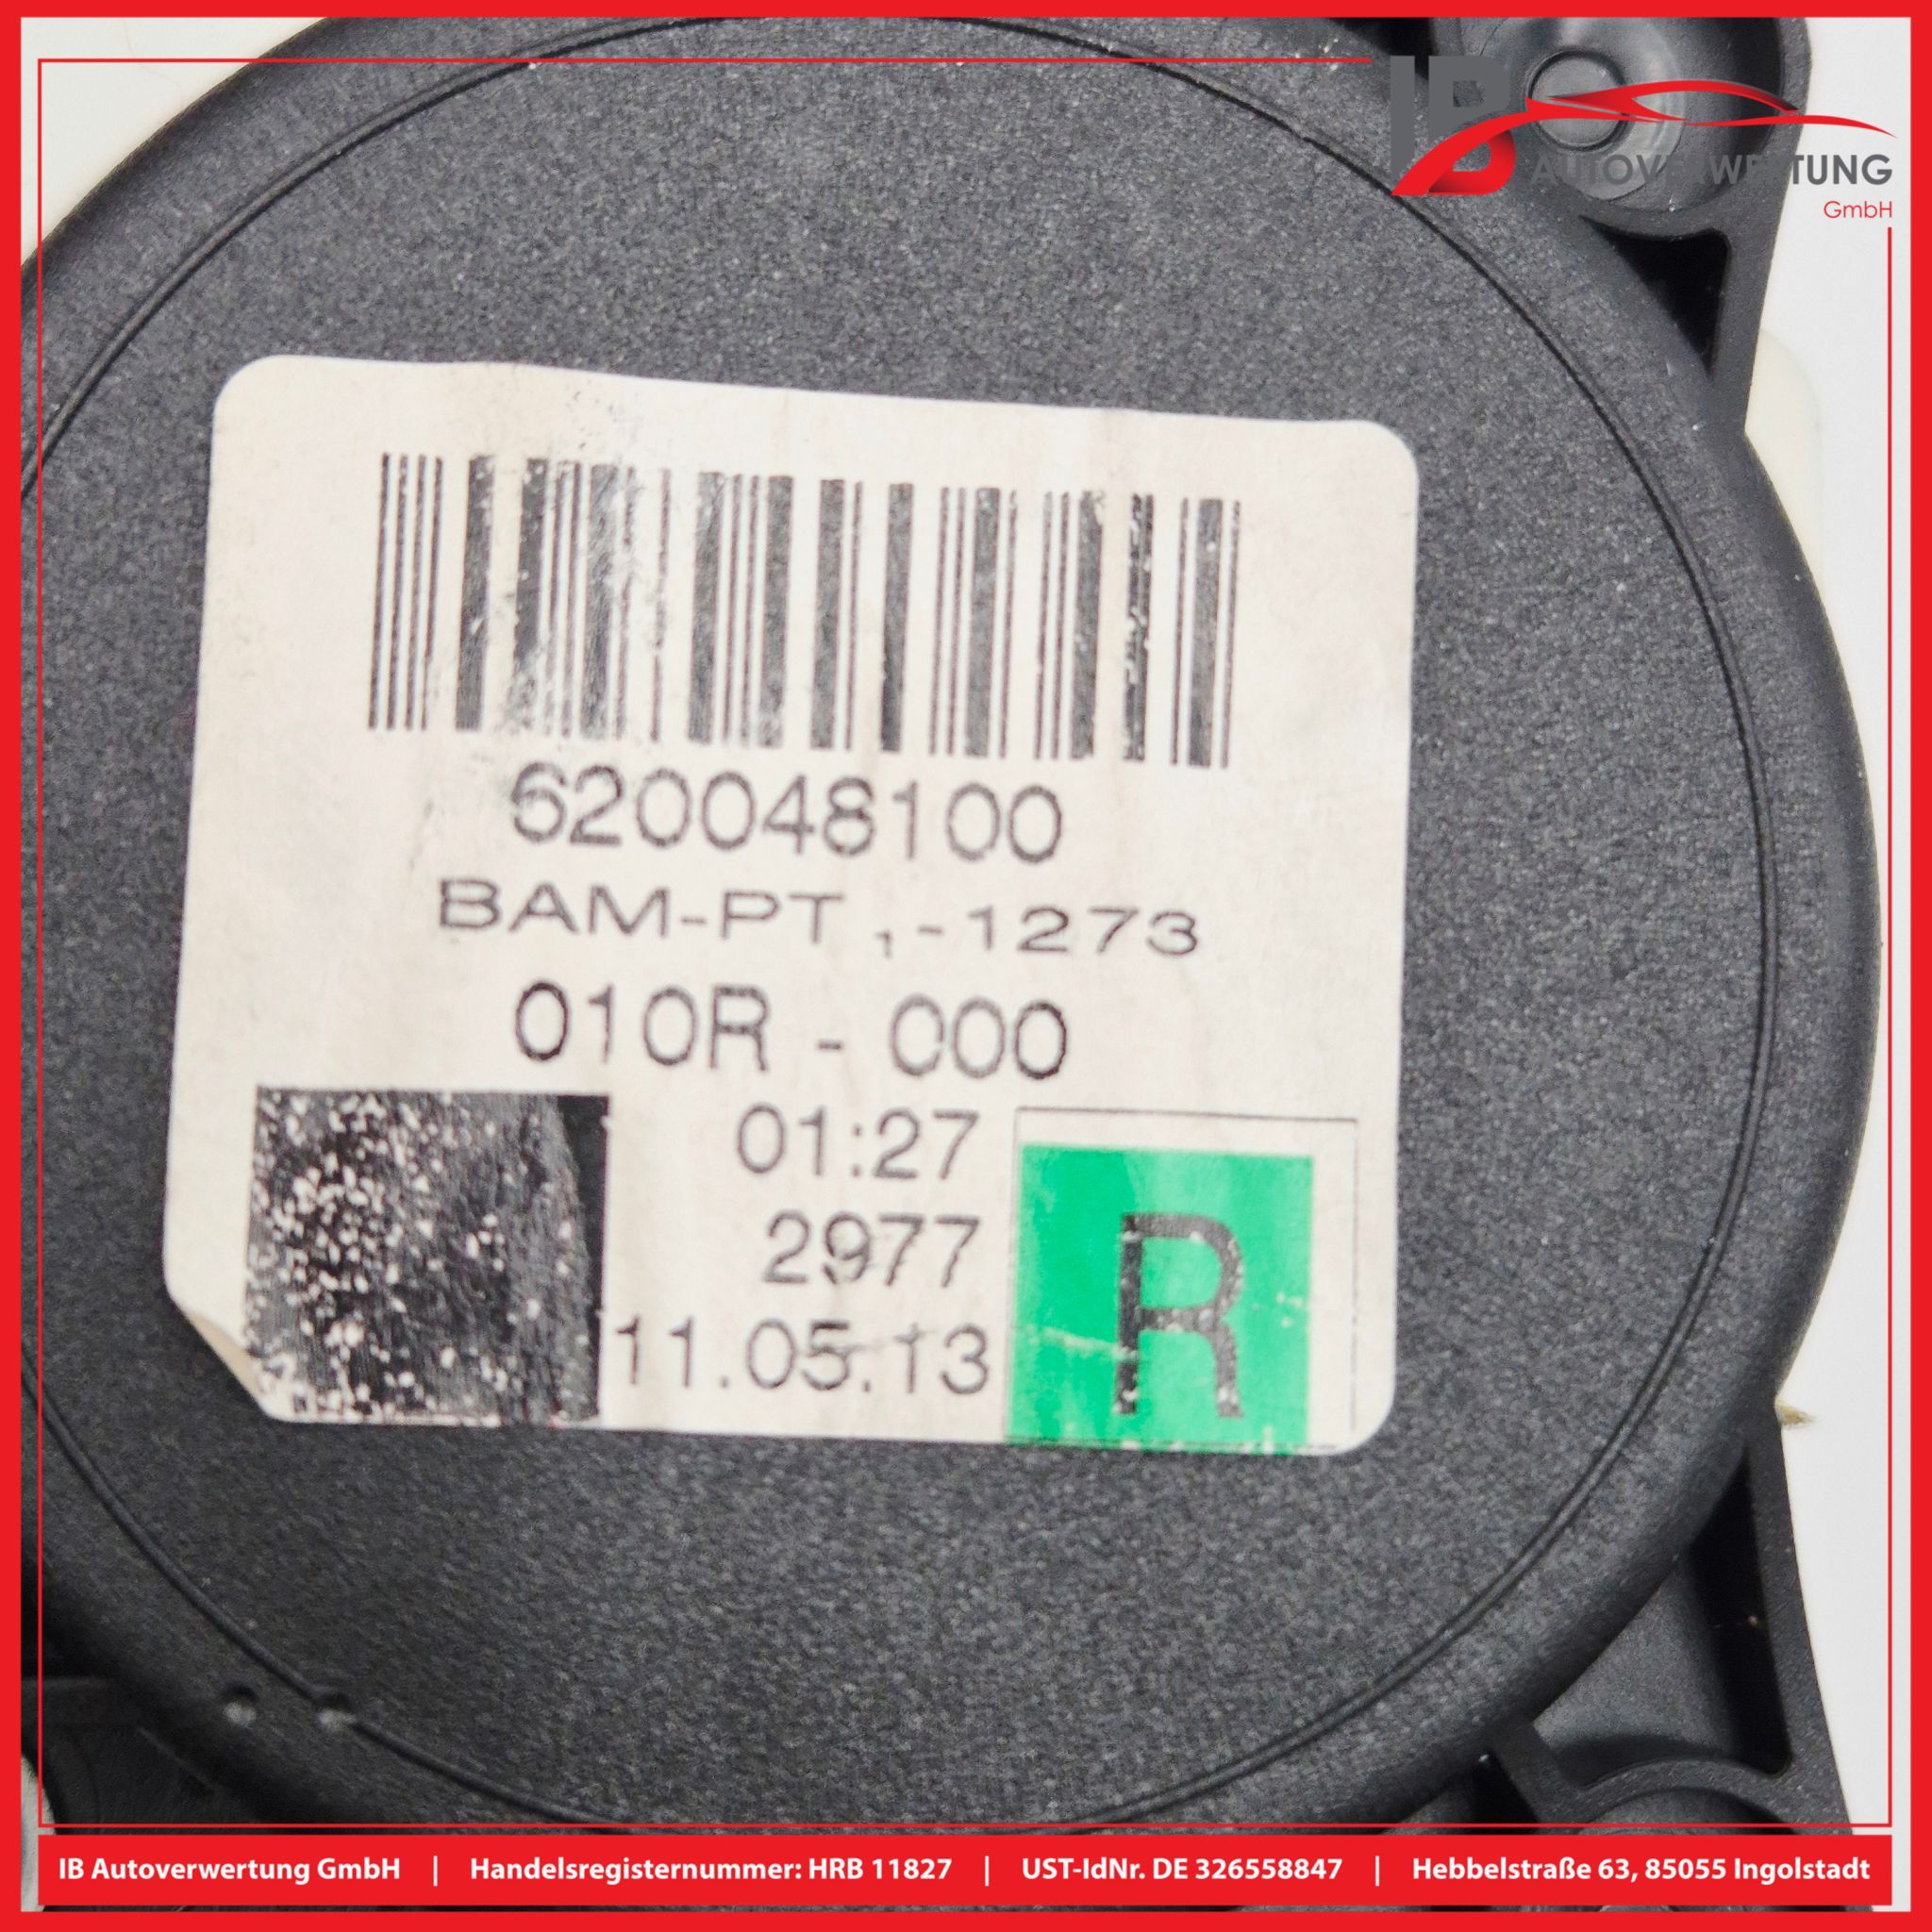 IB
AUTOVERWERTUNG
GmbH
620048100
BAM-PT ,-1273
010R - 000
01:27
2977
11.05.13
R
IB Autoverwertung GmbH | Handelsregisternummer: HRB 11827 | UST-IdNr. DE 326558847 | Hebbelstraße 63, 85055 Ingolstadt